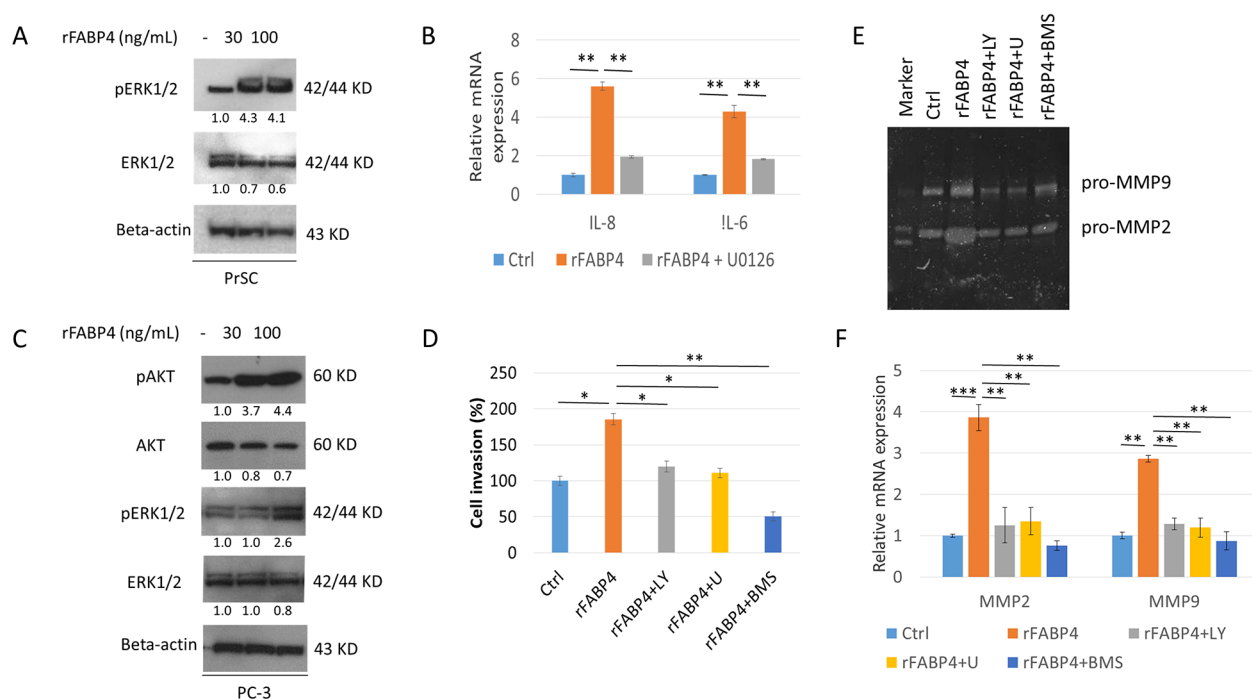 A
rFABP4 (ng/mL) - 30 100
pERK1/2 42/44 KD
1.0 4.3 4.1
ERK1/2 42/44 KD
1.0 0.7 0.6
Beta-actin 43 KD
PrSC
B
Relative mRNA
expression
8
6
4
2
0
** ** ** **
IL-8 !L-6
Ctrl rFABP4 rFABP4 + U0126
E
Marker
Ctrl
rFABP4
rFABP4+LY
rFABP4+U
rFABP4+BMS
pro-MMP9
pro-MMP2
C
rFABP4 (ng/mL) - 30 100
pAKT 60 KD
1.0 3.7 4.4
AKT 60 KD
1.0 0.8 0.7
pERK1/2 42/44 KD
1.0 1.0 2.6
ERK1/2 42/44 KD
1.0 1.0 0.8
Beta-actin 43 KD
PC-3
D
Cell invasion (%)
250
200
150
100
50
0
**
*
* *
Ctrl
rFABP4
rFABP4+LY
rFABP4+U
rFABP4+BMS
F
Relative mRNA expression
5
4
3
2
1
0
**
**
*** **
**
**
** **
MMP2 MMP9
Ctrl rFABP4 rFABP4+LY
rFABP4+U rFABP4+BMS